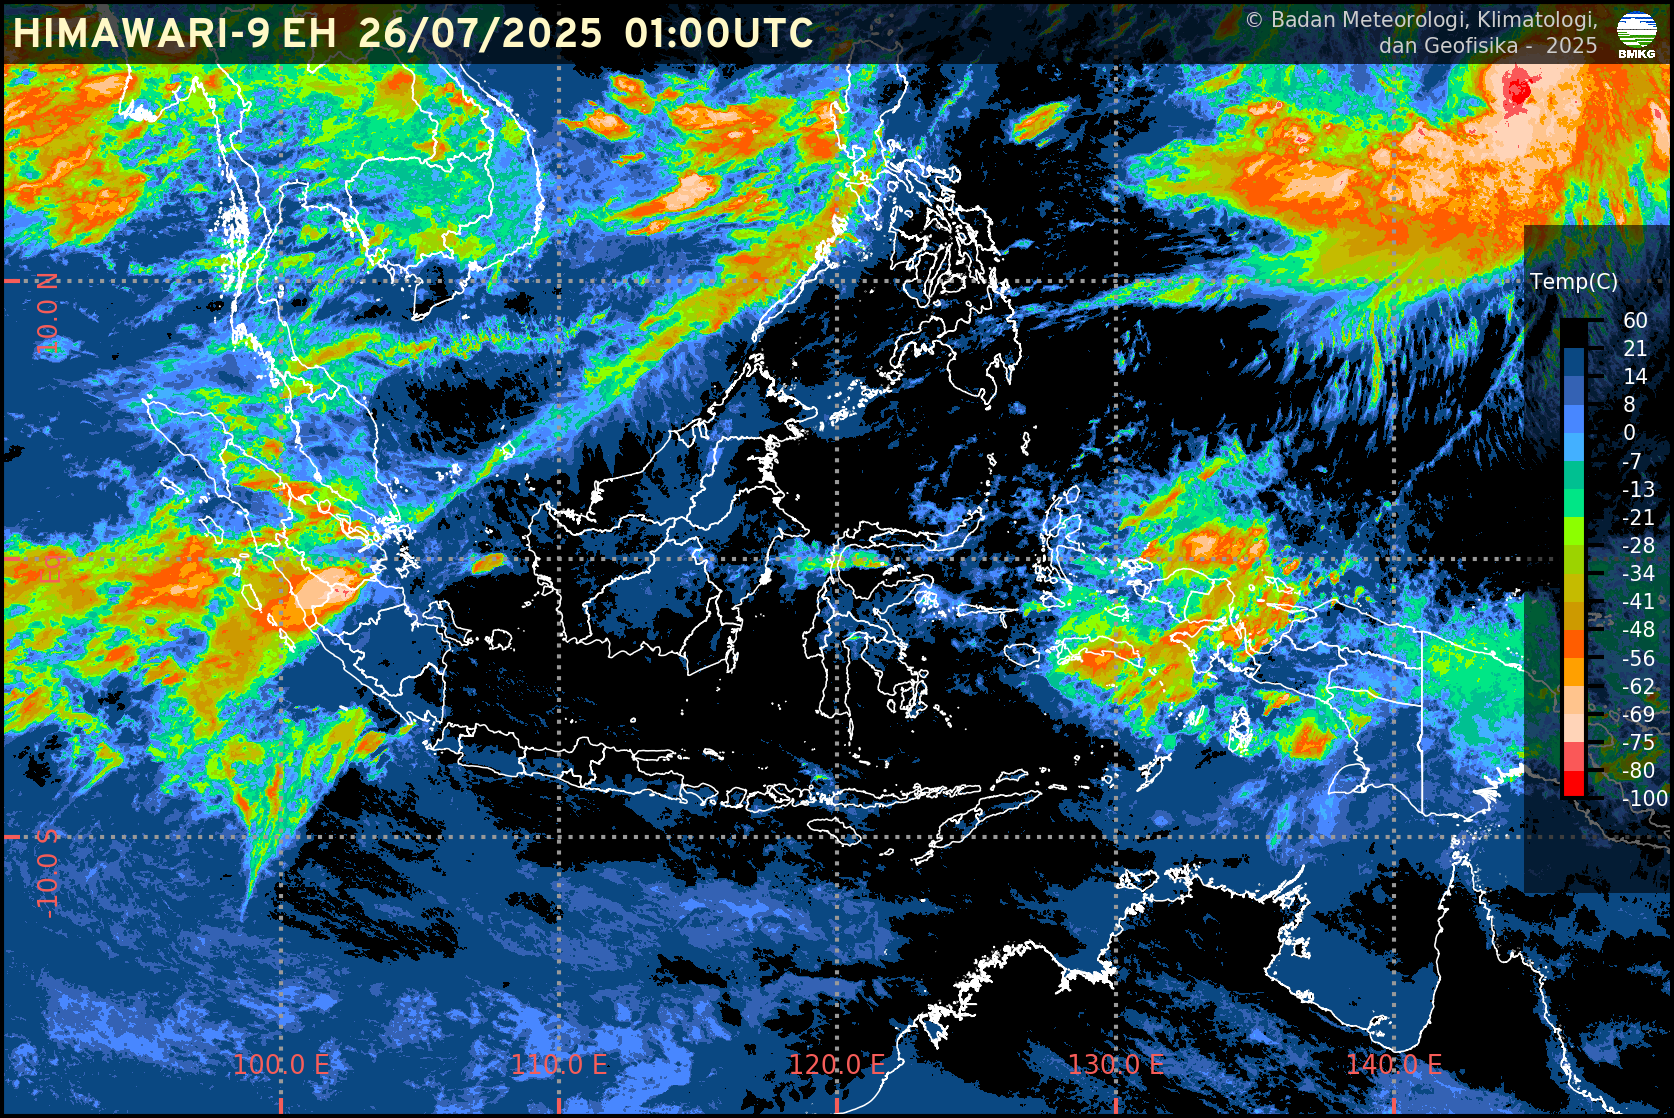 HIMAWARI-9 EH 26/07/2025 01:00UTC
© Badan Meteorologi, Klimatologi,
dan Geofisika - 2025
BMKG
Temp(C)
60
21
14
8
0
-7
-13
-21
-28
-34
-41
-48
-56
-62
-69
-75
-80
-100
10.0 N
Eq
-10.0 S
100.0 E
110.0 E
120.0 E
130.0 E
140.0 E